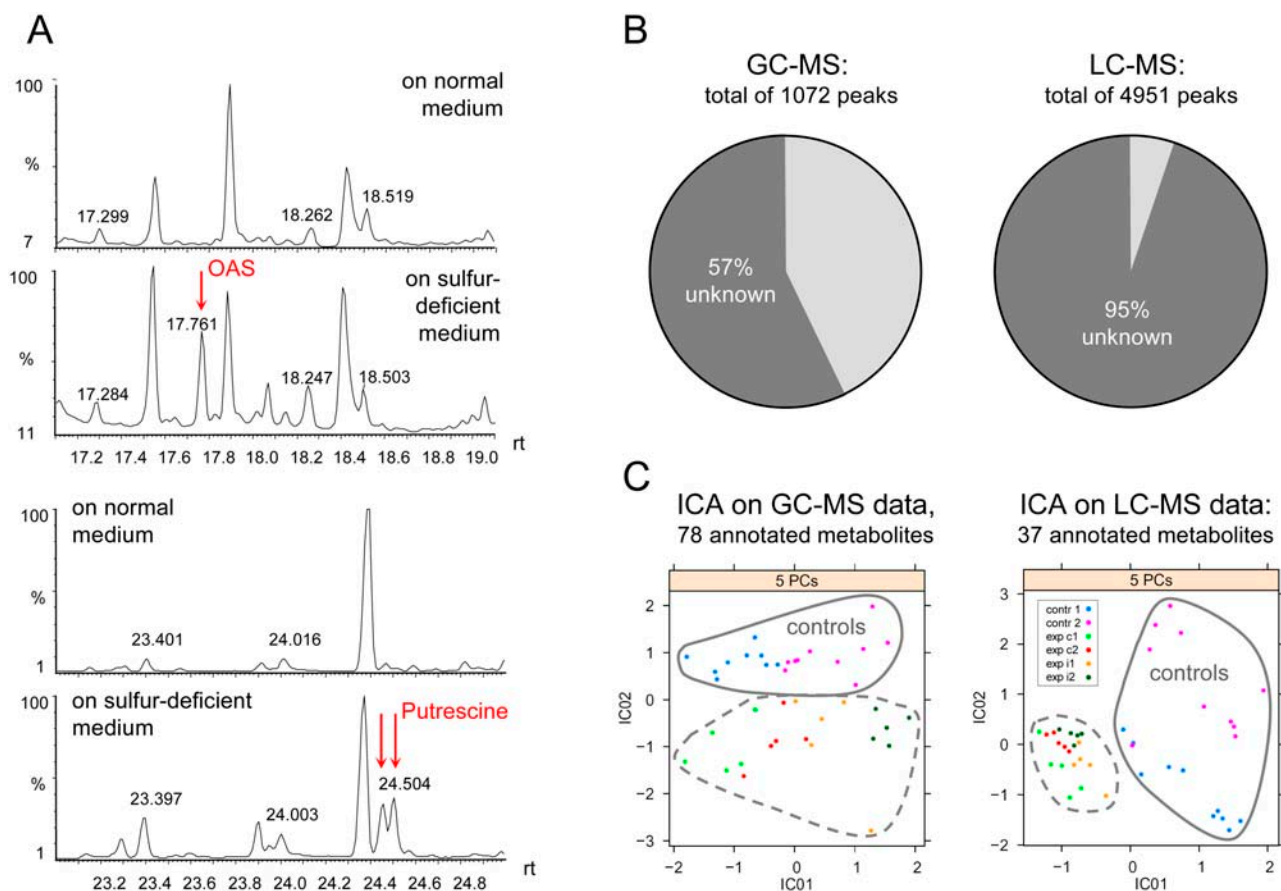 A
on normal
medium
100
%
7
17.299
18.262
18.519
OAS
on sulfur-
deficient
medium
100
%
11
17.761
17.284
18.247
18.503
rt
17.2 17.4 17.6 17.8 18.0 18.2 18.4 18.6 18.8 19.0
on normal
medium
100
%
1
23.401
24.016
on sulfur-deficient
medium
Putrescine
100
%
1
24.504
23.397
24.003
rt
23.2 23.4 23.6 23.8 24.0 24.2 24.4 24.6 24.8
B
GC-MS:
total of 1072 peaks
57%
unknown
LC-MS:
total of 4951 peaks
95%
unknown
C
ICA on GC-MS data,
78 annotated metabolites
5 PCs
controls
2
1
0
−1
−2
−3
IC02
−2 −1 0 1 2
IC01
ICA on LC-MS data:
37 annotated metabolites
5 PCs
contr 1
contr 2
exp c1
exp c2
exp i1
exp i2
controls
3
2
1
0
−1
−2
IC02
−1 0 1 2
IC01